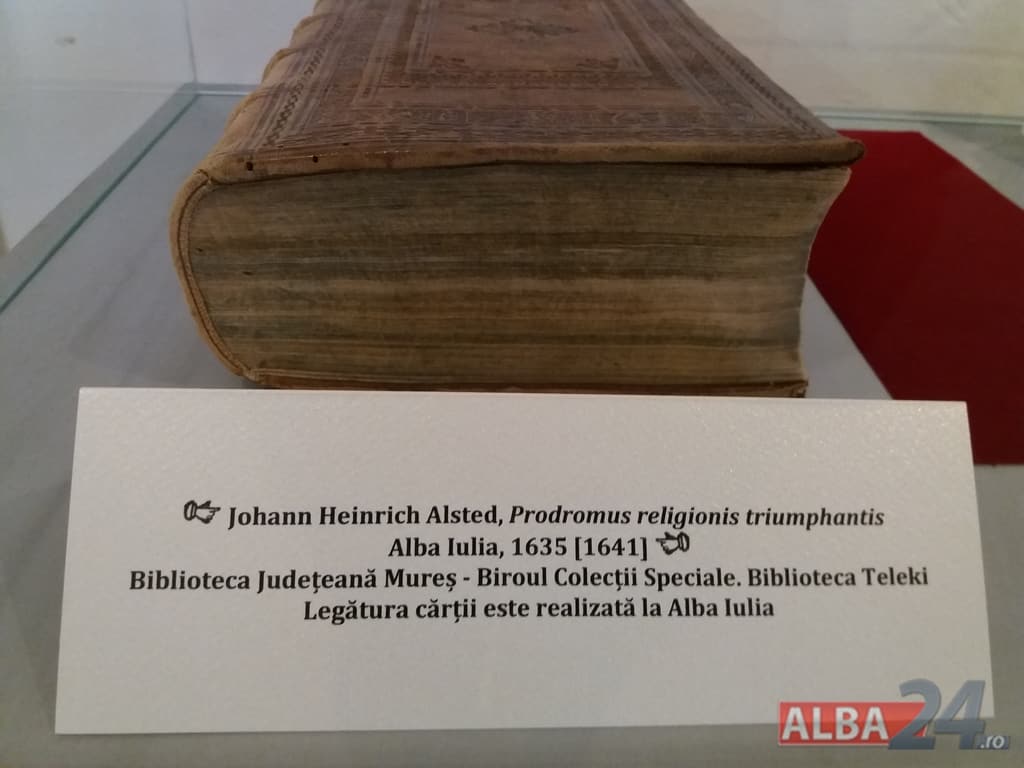 Johann Heinrich Alsted, Prodromus religionis triumphantis
Alba Iulia, 1635 [1641]
Biblioteca Județeană Mureș - Biroul Colecții Speciale. Biblioteca Teleki
Legătura cărții este realizată la Alba Iulia
ALBA24.ro